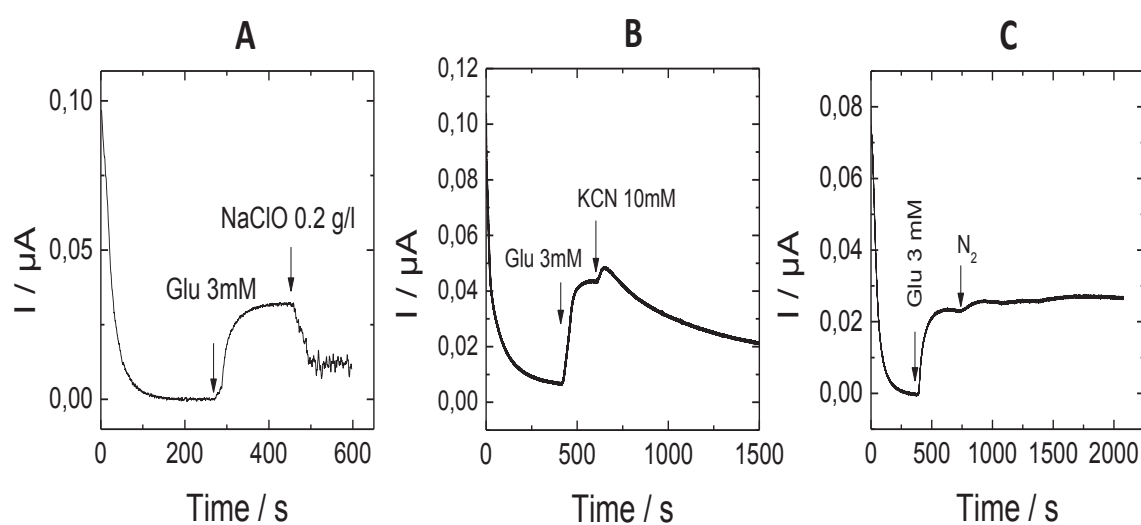 A
I / µA
0,10
0,05
0,00
NaClO 0.2 g/l
Glu 3mM
0 200 400 600
Time / s
B
I / µA
0,12
0,10
0,08
0,06
0,04
0,02
0,00
KCN 10mM
Glu 3mM
0 500 1000 1500
Time / s
C
I / µA
0,08
0,06
0,04
0,02
0,00
Glu 3 mM
N2
0 500 1000 1500 2000
Time / s